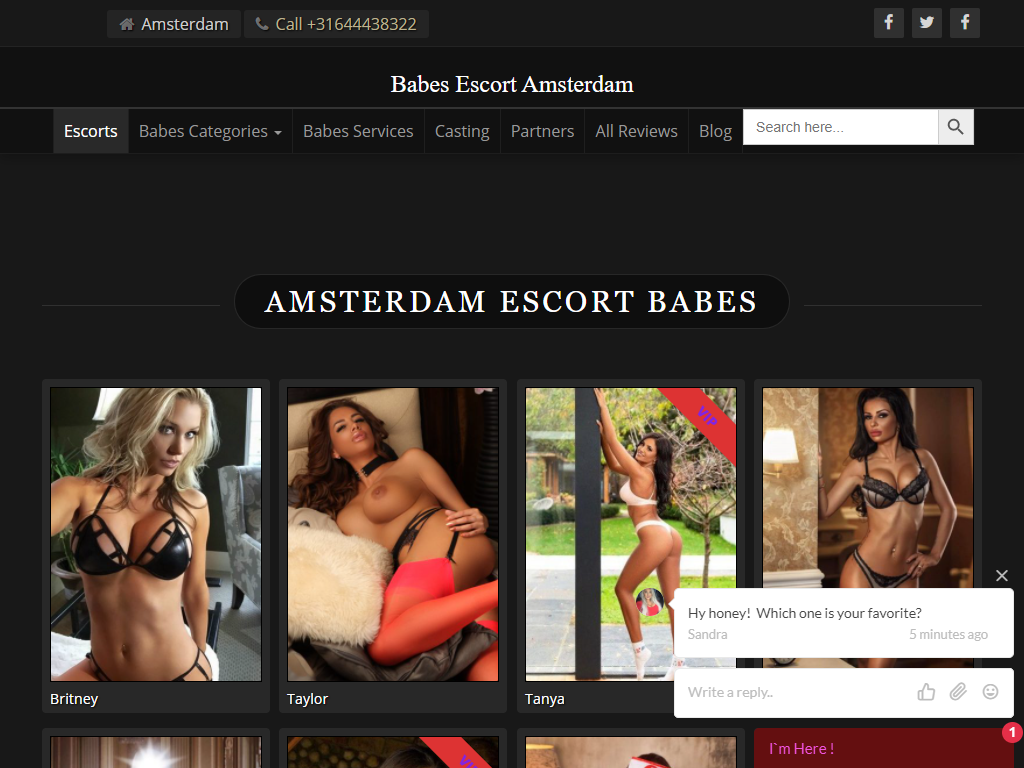 Amsterdam
Call +31644438322
Babes Escort Amsterdam
Escorts Babes Categories Babes Services Casting Partners All Reviews Blog Search here...
AMSTERDAM ESCORT BABES
VIP
Hy honey! Which one is your favorite?
Sandra 5 minutes ago
Write a reply..
Britney
Taylor
Tanya
1
I`m Here !
VIP